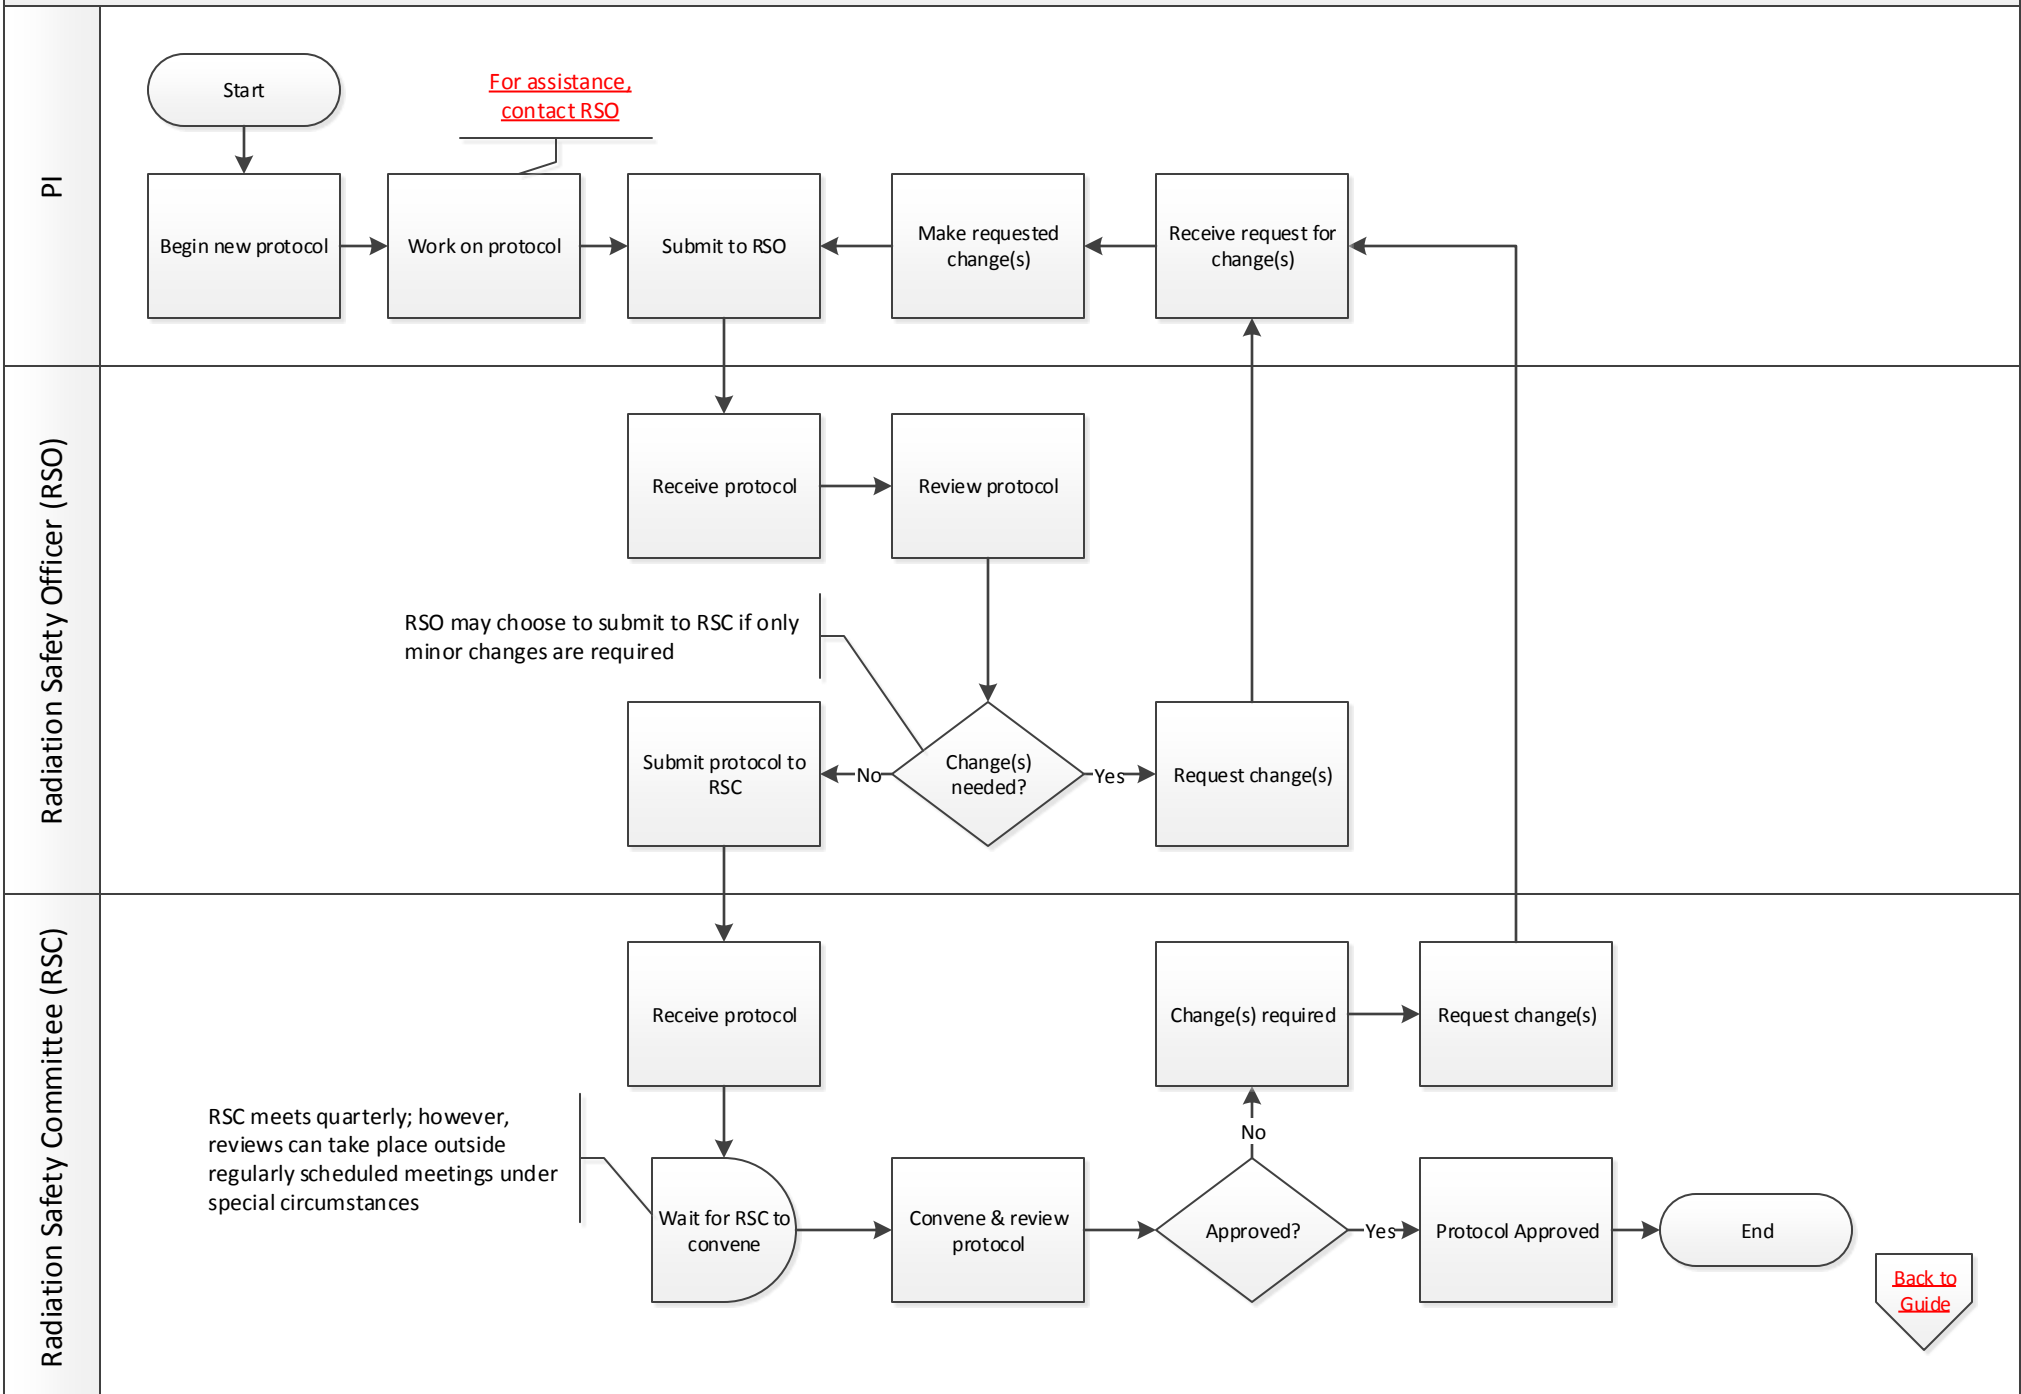 PI
Start
For assistance,
contact RSO
Begin new protocol
Work on protocol
Submit to RSO
Make requested
change(s)
Receive request for
change(s)
Radiation Safety Officer (RSO)
Receive protocol
Review protocol
RSO may choose to submit to RSC if only
minor changes are required
Submit protocol to
RSC
No
Change(s)
needed?
Yes
Request change(s)
Radiation Safety Committee (RSC)
Receive protocol
Change(s) required
Request change(s)
RSC meets quarterly; however,
reviews can take place outside
regularly scheduled meetings under
special circumstances
No
Wait for RSC to
convene
Convene & review
protocol
Approved?
Yes
Protocol Approved
End
Back to
Guide